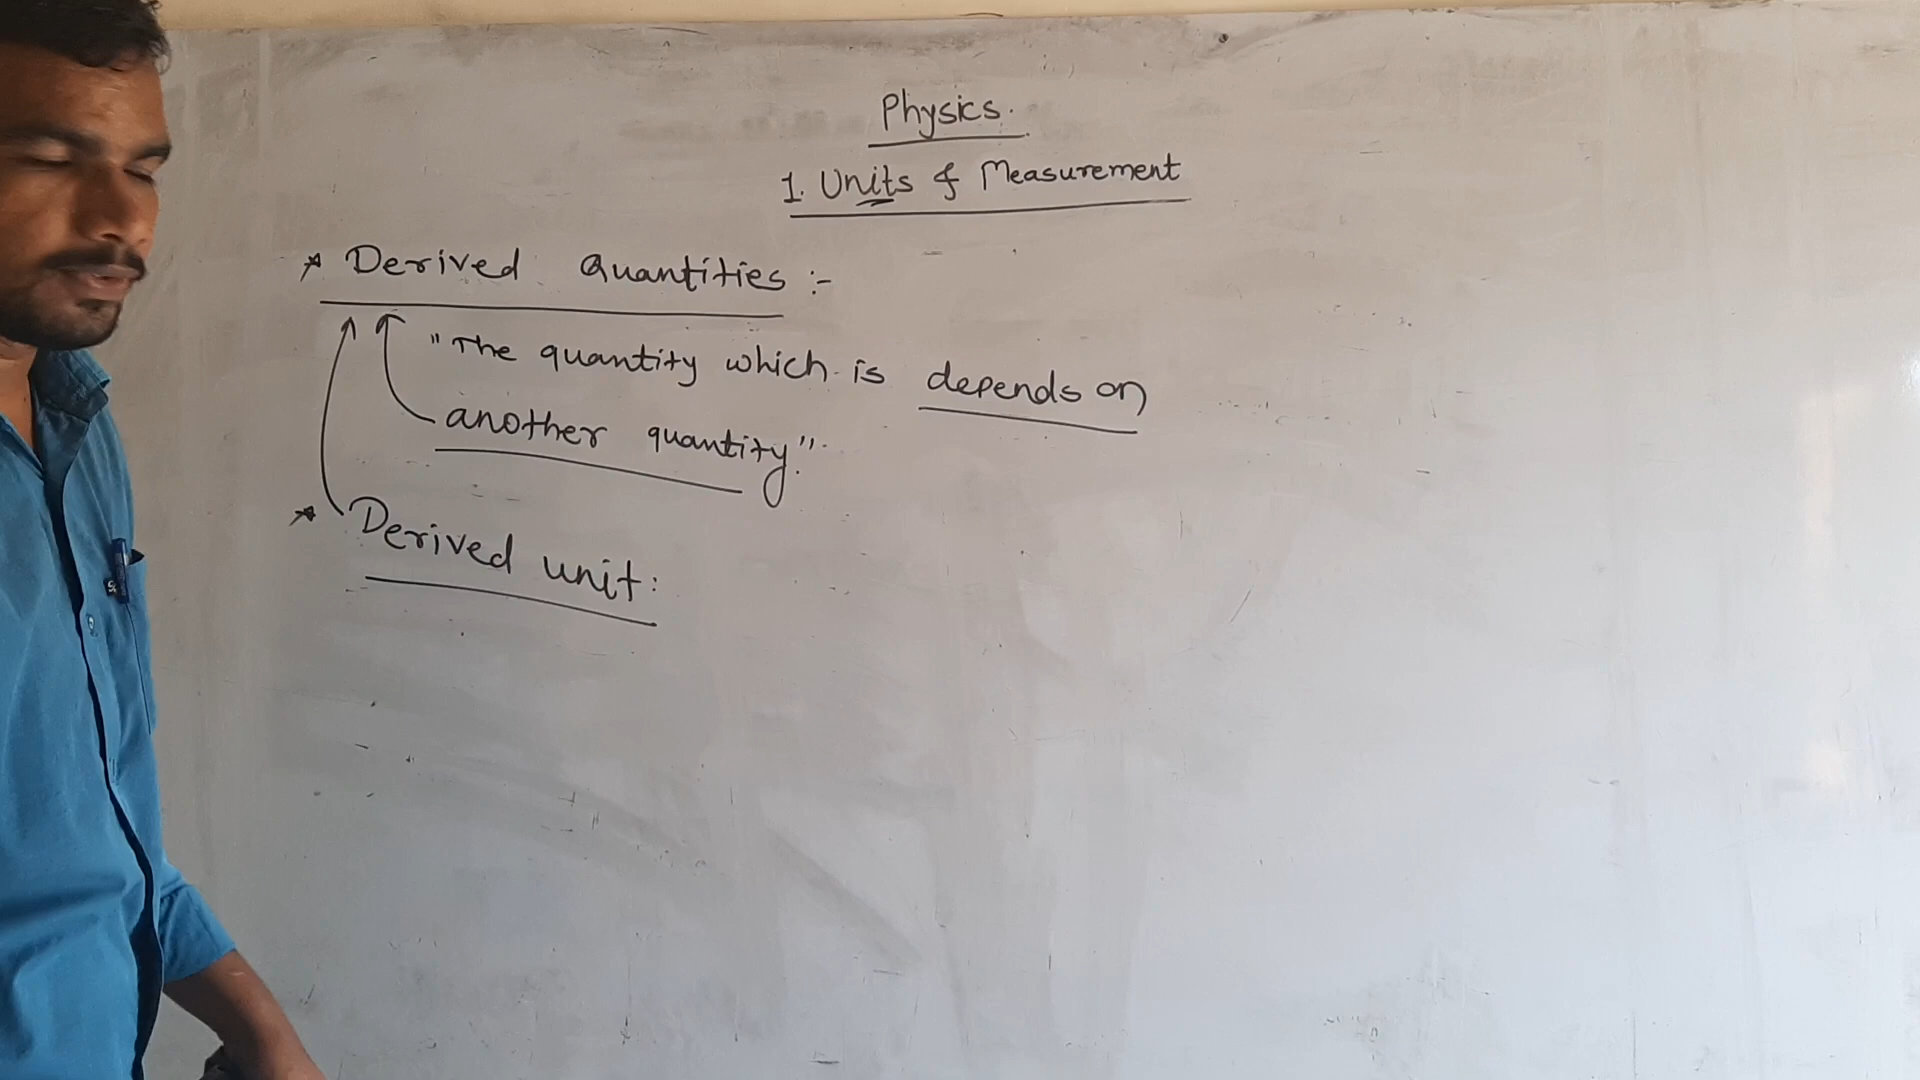 Physics.
1. Units & Measurement
* Derived Quantities :-
"The quantity which is depends on
another quantity."
* Derived unit: